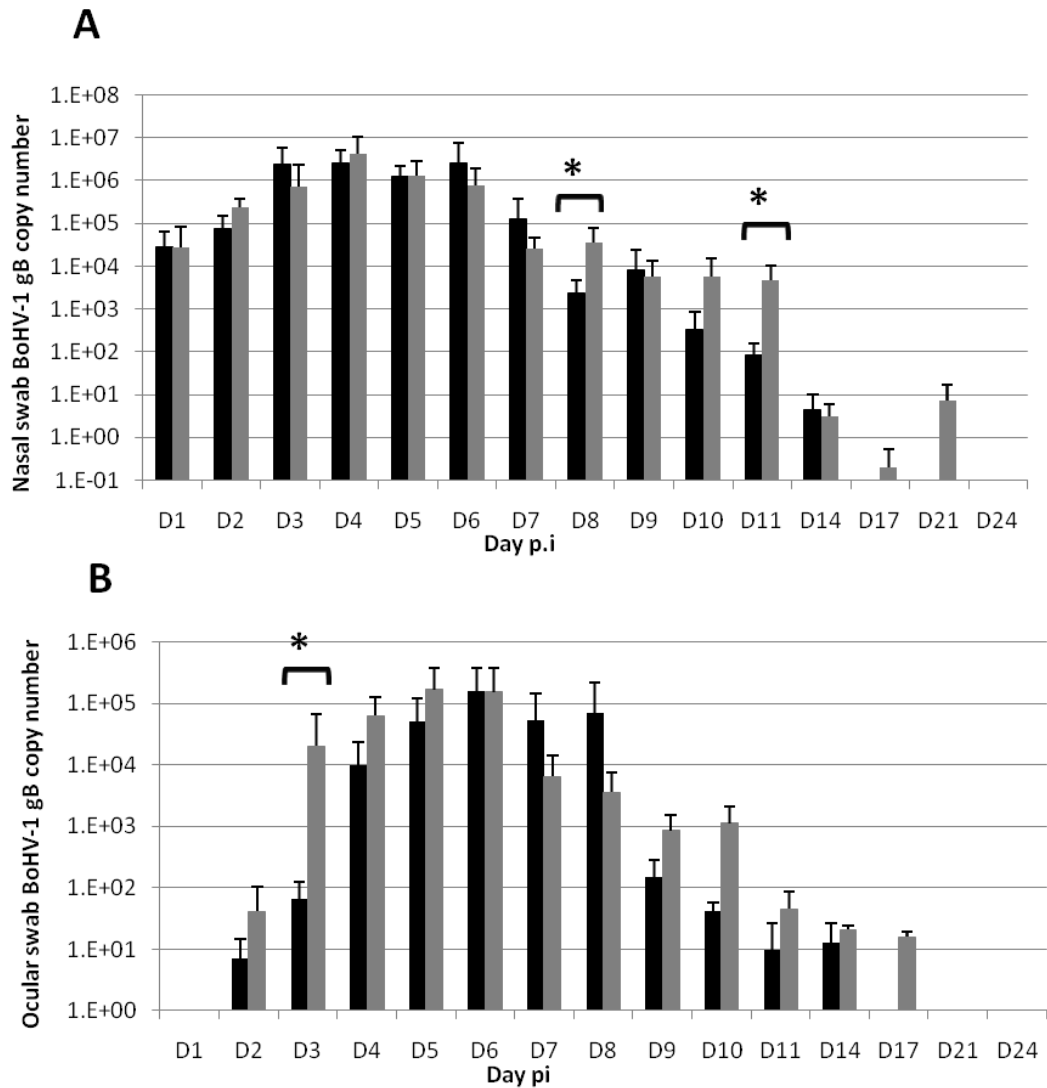 A
Nasal swab BoHV-1 gB copy number
1.E+08
1.E+07
1.E+06
1.E+05
1.E+04
1.E+03
1.E+02
1.E+01
1.E+00
1.E-01
*
*
D1 D2 D3 D4 D5 D6 D7 D8 D9 D10 D11 D14 D17 D21 D24
Day p.i
B
Ocular swab BoHV-1 gB copy number
1.E+06
1.E+05
1.E+04
1.E+03
1.E+02
1.E+01
1.E+00
*
D1 D2 D3 D4 D5 D6 D7 D8 D9 D10 D11 D14 D17 D21 D24
Day pi